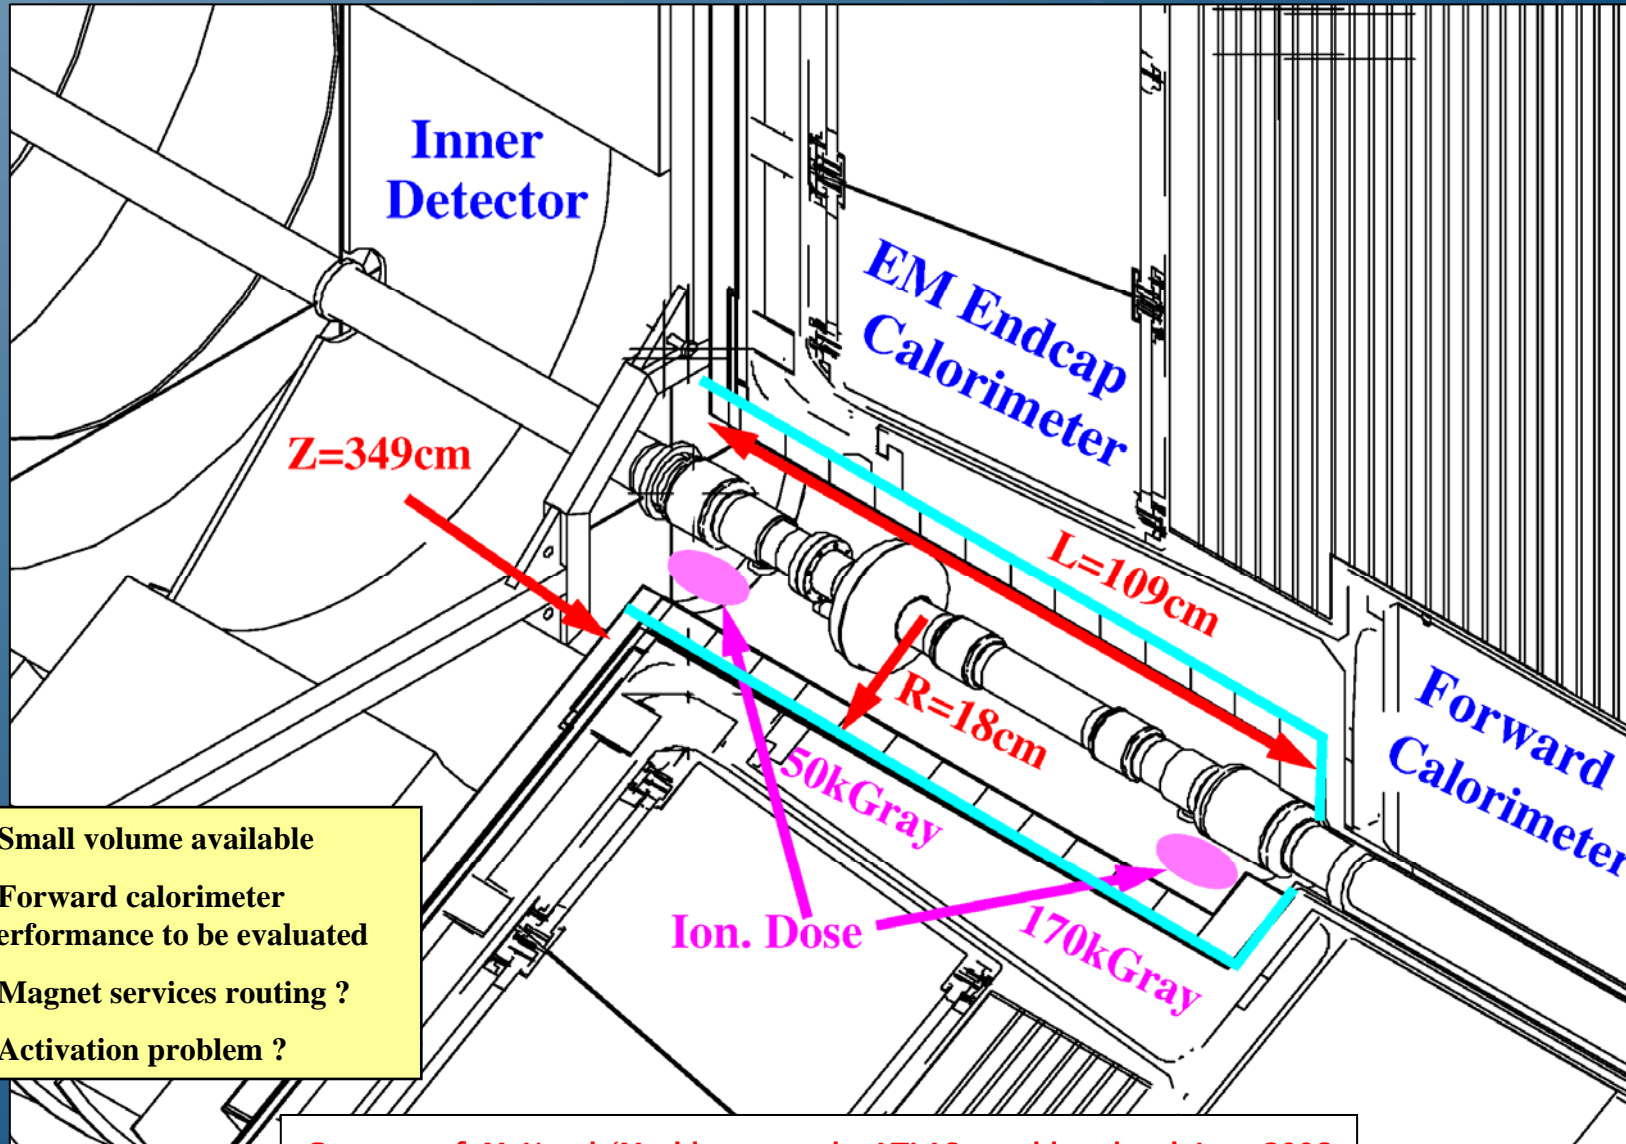 Inner
Detector
EM Endcap
Calorimeter
Z=349cm
L=109cm
R=18cm
Forward
Calorimeter
50kGray
Ion. Dose
170kGray
Small volume available
Forward calorimeter
erformance to be evaluated
Magnet services routing ?
Activation problem ?